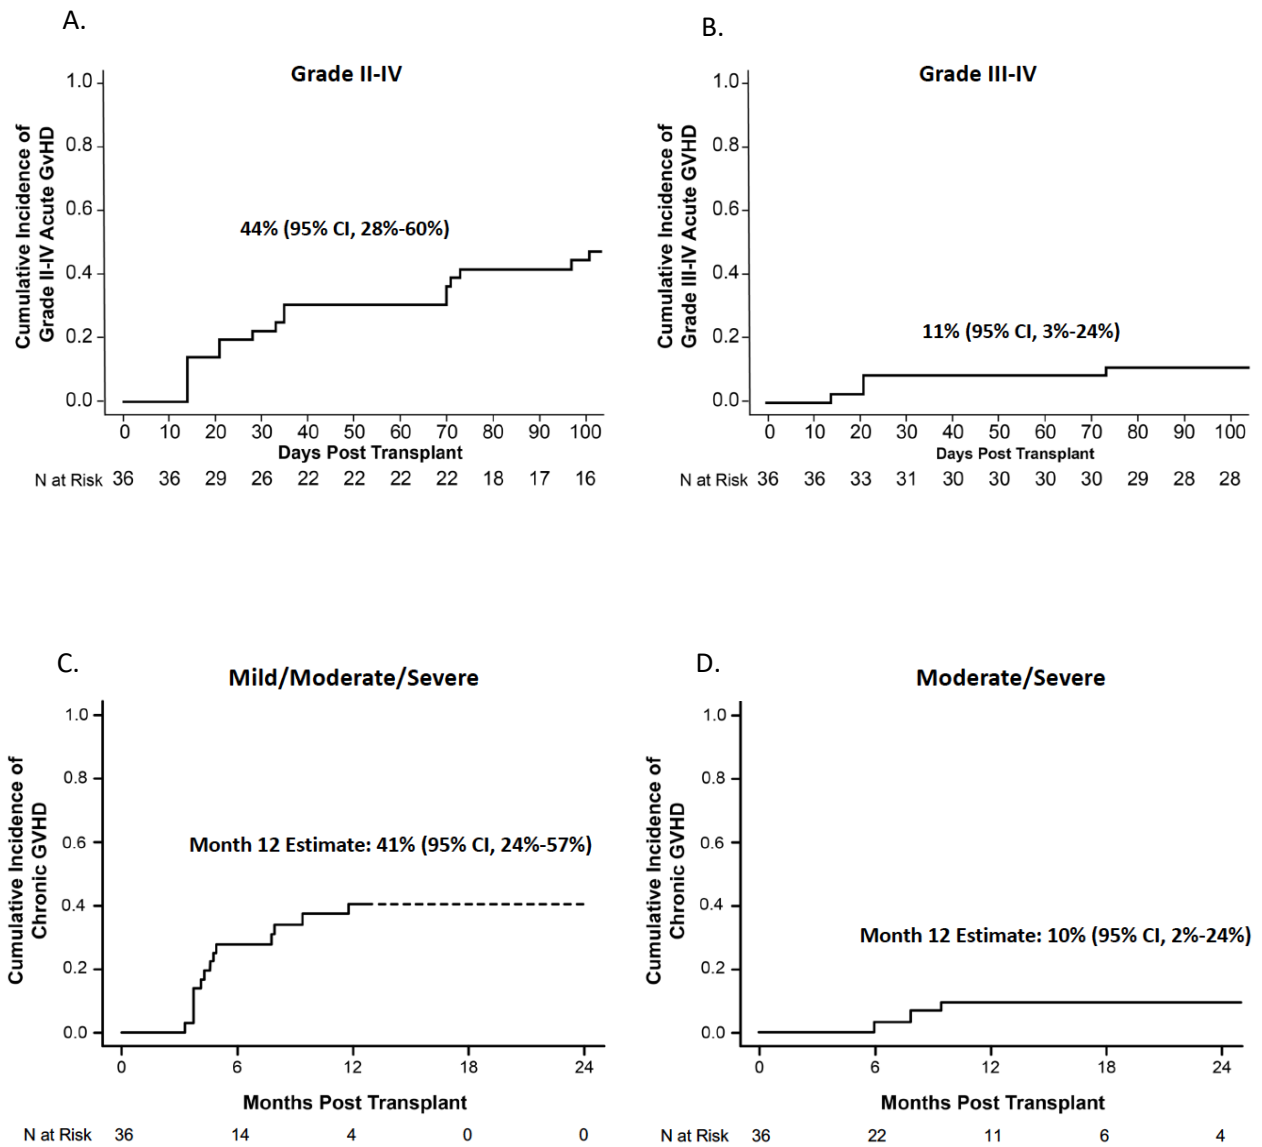 A.
Grade II-IV
Cumulative Incidence of
Grade II-IV Acute GvHD
1.0
0.8
0.6
0.4
0.2
0.0
44% (95% CI, 28%-60%)
0 10 20 30 40 50 60 70 80 90 100
Days Post Transplant
N at Risk 36 36 29 26 22 22 22 22 18 17 16
B.
Grade III-IV
Cumulative Incidence of
Grade III-IV Acute GVHD
1.0
0.8
0.6
0.4
0.2
0.0
11% (95% CI, 3%-24%)
0 10 20 30 40 50 60 70 80 90 100
Days Post Transplant
N at Risk 36 36 33 31 30 30 30 30 29 28 28
C.
Mild/Moderate/Severe
Cumulative Incidence of
Chronic GVHD
1.0
0.8
0.6
0.4
0.2
0.0
Month 12 Estimate: 41% (95% CI, 24%-57%)
0 6 12 18 24
Months Post Transplant
N at Risk 36 14 4 0 0
D.
Moderate/Severe
Cumulative Incidence of
Chronic GVHD
1.0
0.8
0.6
0.4
0.2
0.0
Month 12 Estimate: 10% (95% CI, 2%-24%)
0 6 12 18 24
Months Post Transplant
N at Risk 36 22 11 6 4